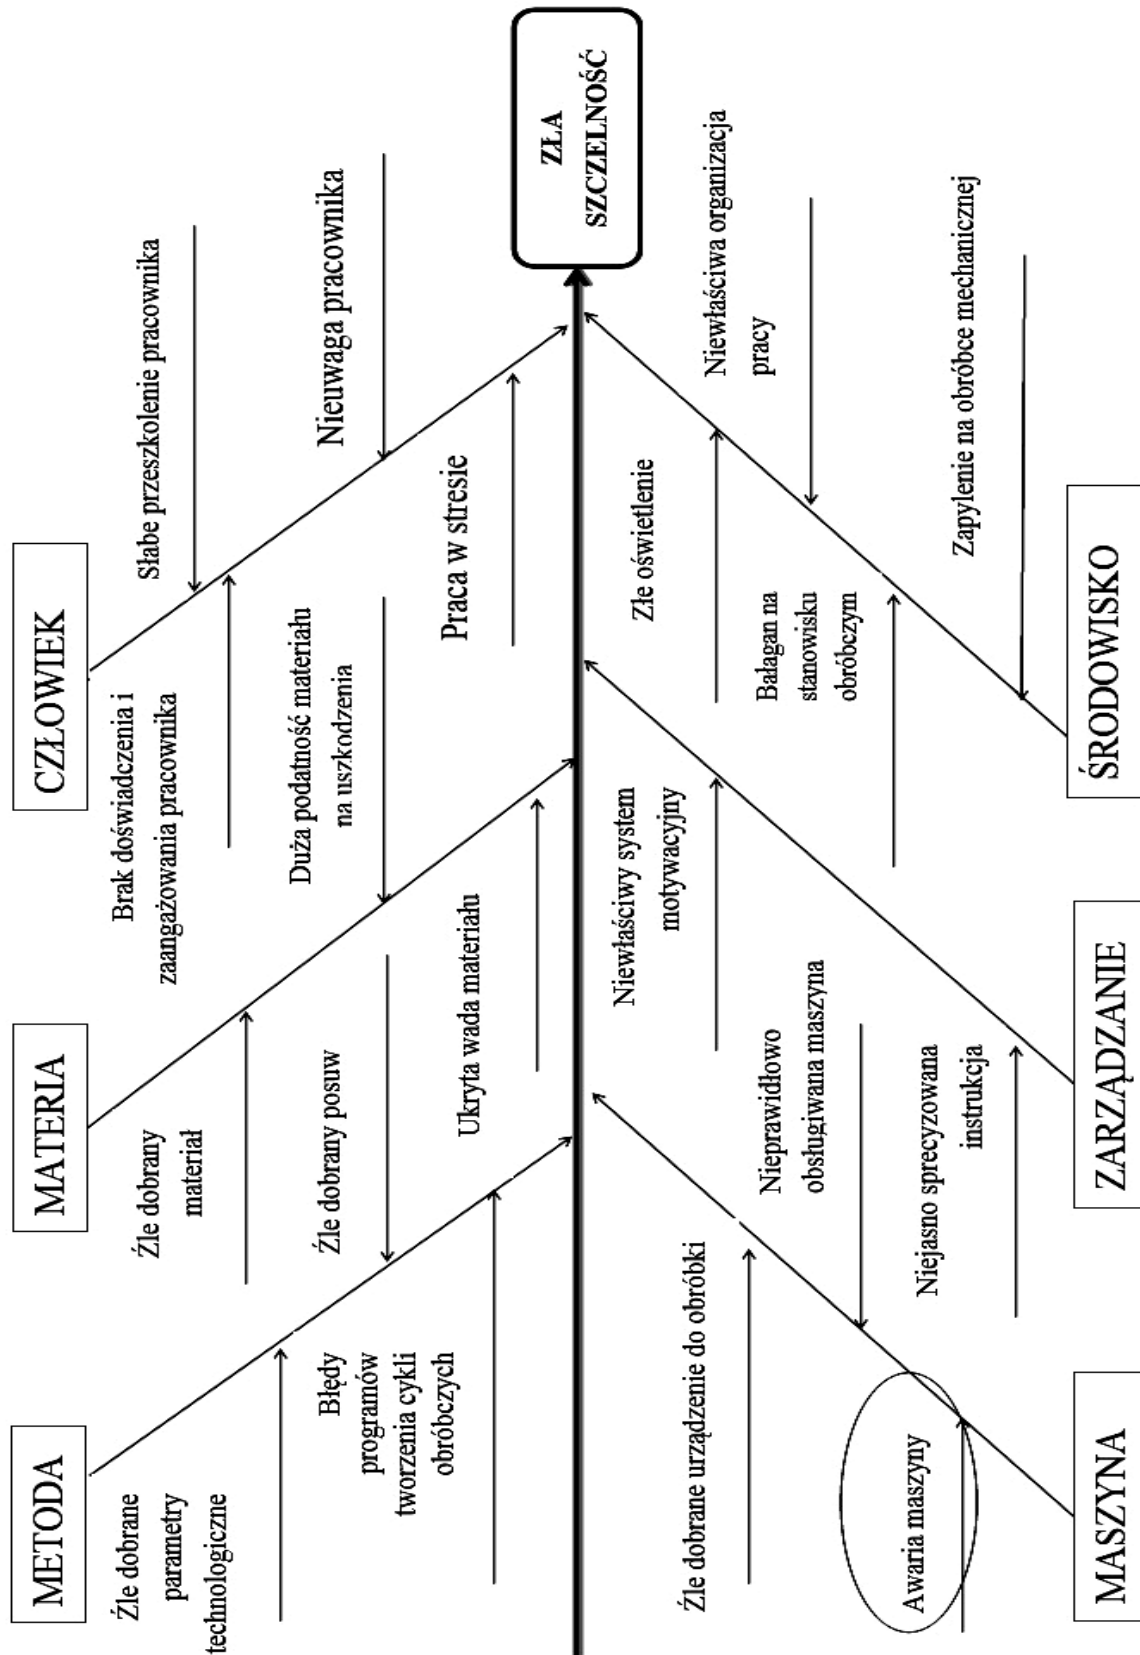 METODA
MATERIA
CZŁOWIEK
Źle dobrane
parametry
technologiczne
Błędy
programów
tworzenia cykli
obróbczych
Źle dobrany posuw
Źle dobrany
materiał
Duża podatność materiału
na uszkodzenia
Ukryta wada materiału
Brak doświadczenia i
zaangażowania pracownika
Słabe przeszkolenie pracownika
Nieuwaga pracownika
Praca w stresie
ZŁA
SZCZELNOŚĆ
Źle dobrane urządzenie do obróbki
Nieprawidłowo
obsługiwana maszyna
Awaria maszyny
Niewłaściwy system
motywacyjny
Niejasno sprecyzowana
instrukcja
Złe oświetlenie
Niewłaściwa organizacja
pracy
Bałagan na
stanowisku
obróbczym
Zapylenie na obróbce mechanicznej
MASZYNA
ZARZĄDZANIE
ŚRODOWISKO